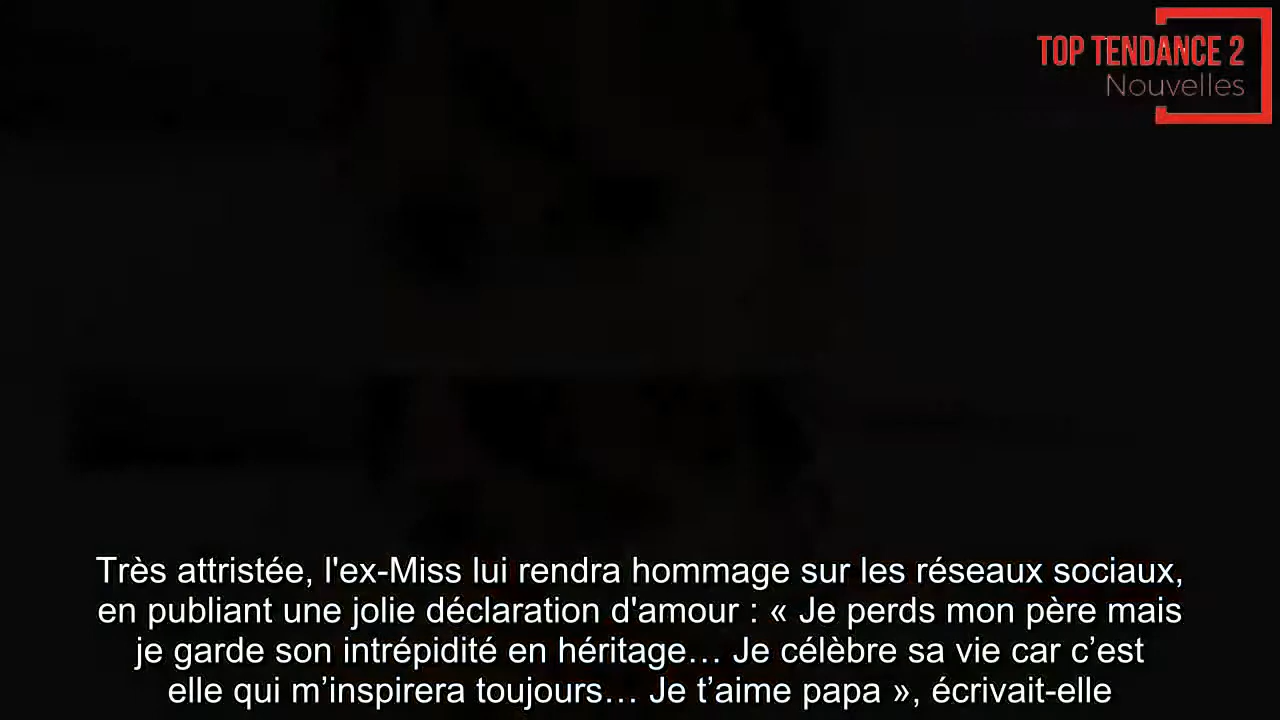 TOP TENDANCE 2
Nouvelles
Très attristée, l'ex-Miss lui rendra hommage sur les réseaux sociaux,
en publiant une jolie déclaration d'amour : « Je perds mon père mais
je garde son intrépidité en héritage… Je célèbre sa vie car c’est
elle qui m’inspirera toujours… Je t’aime papa », écrivait-elle